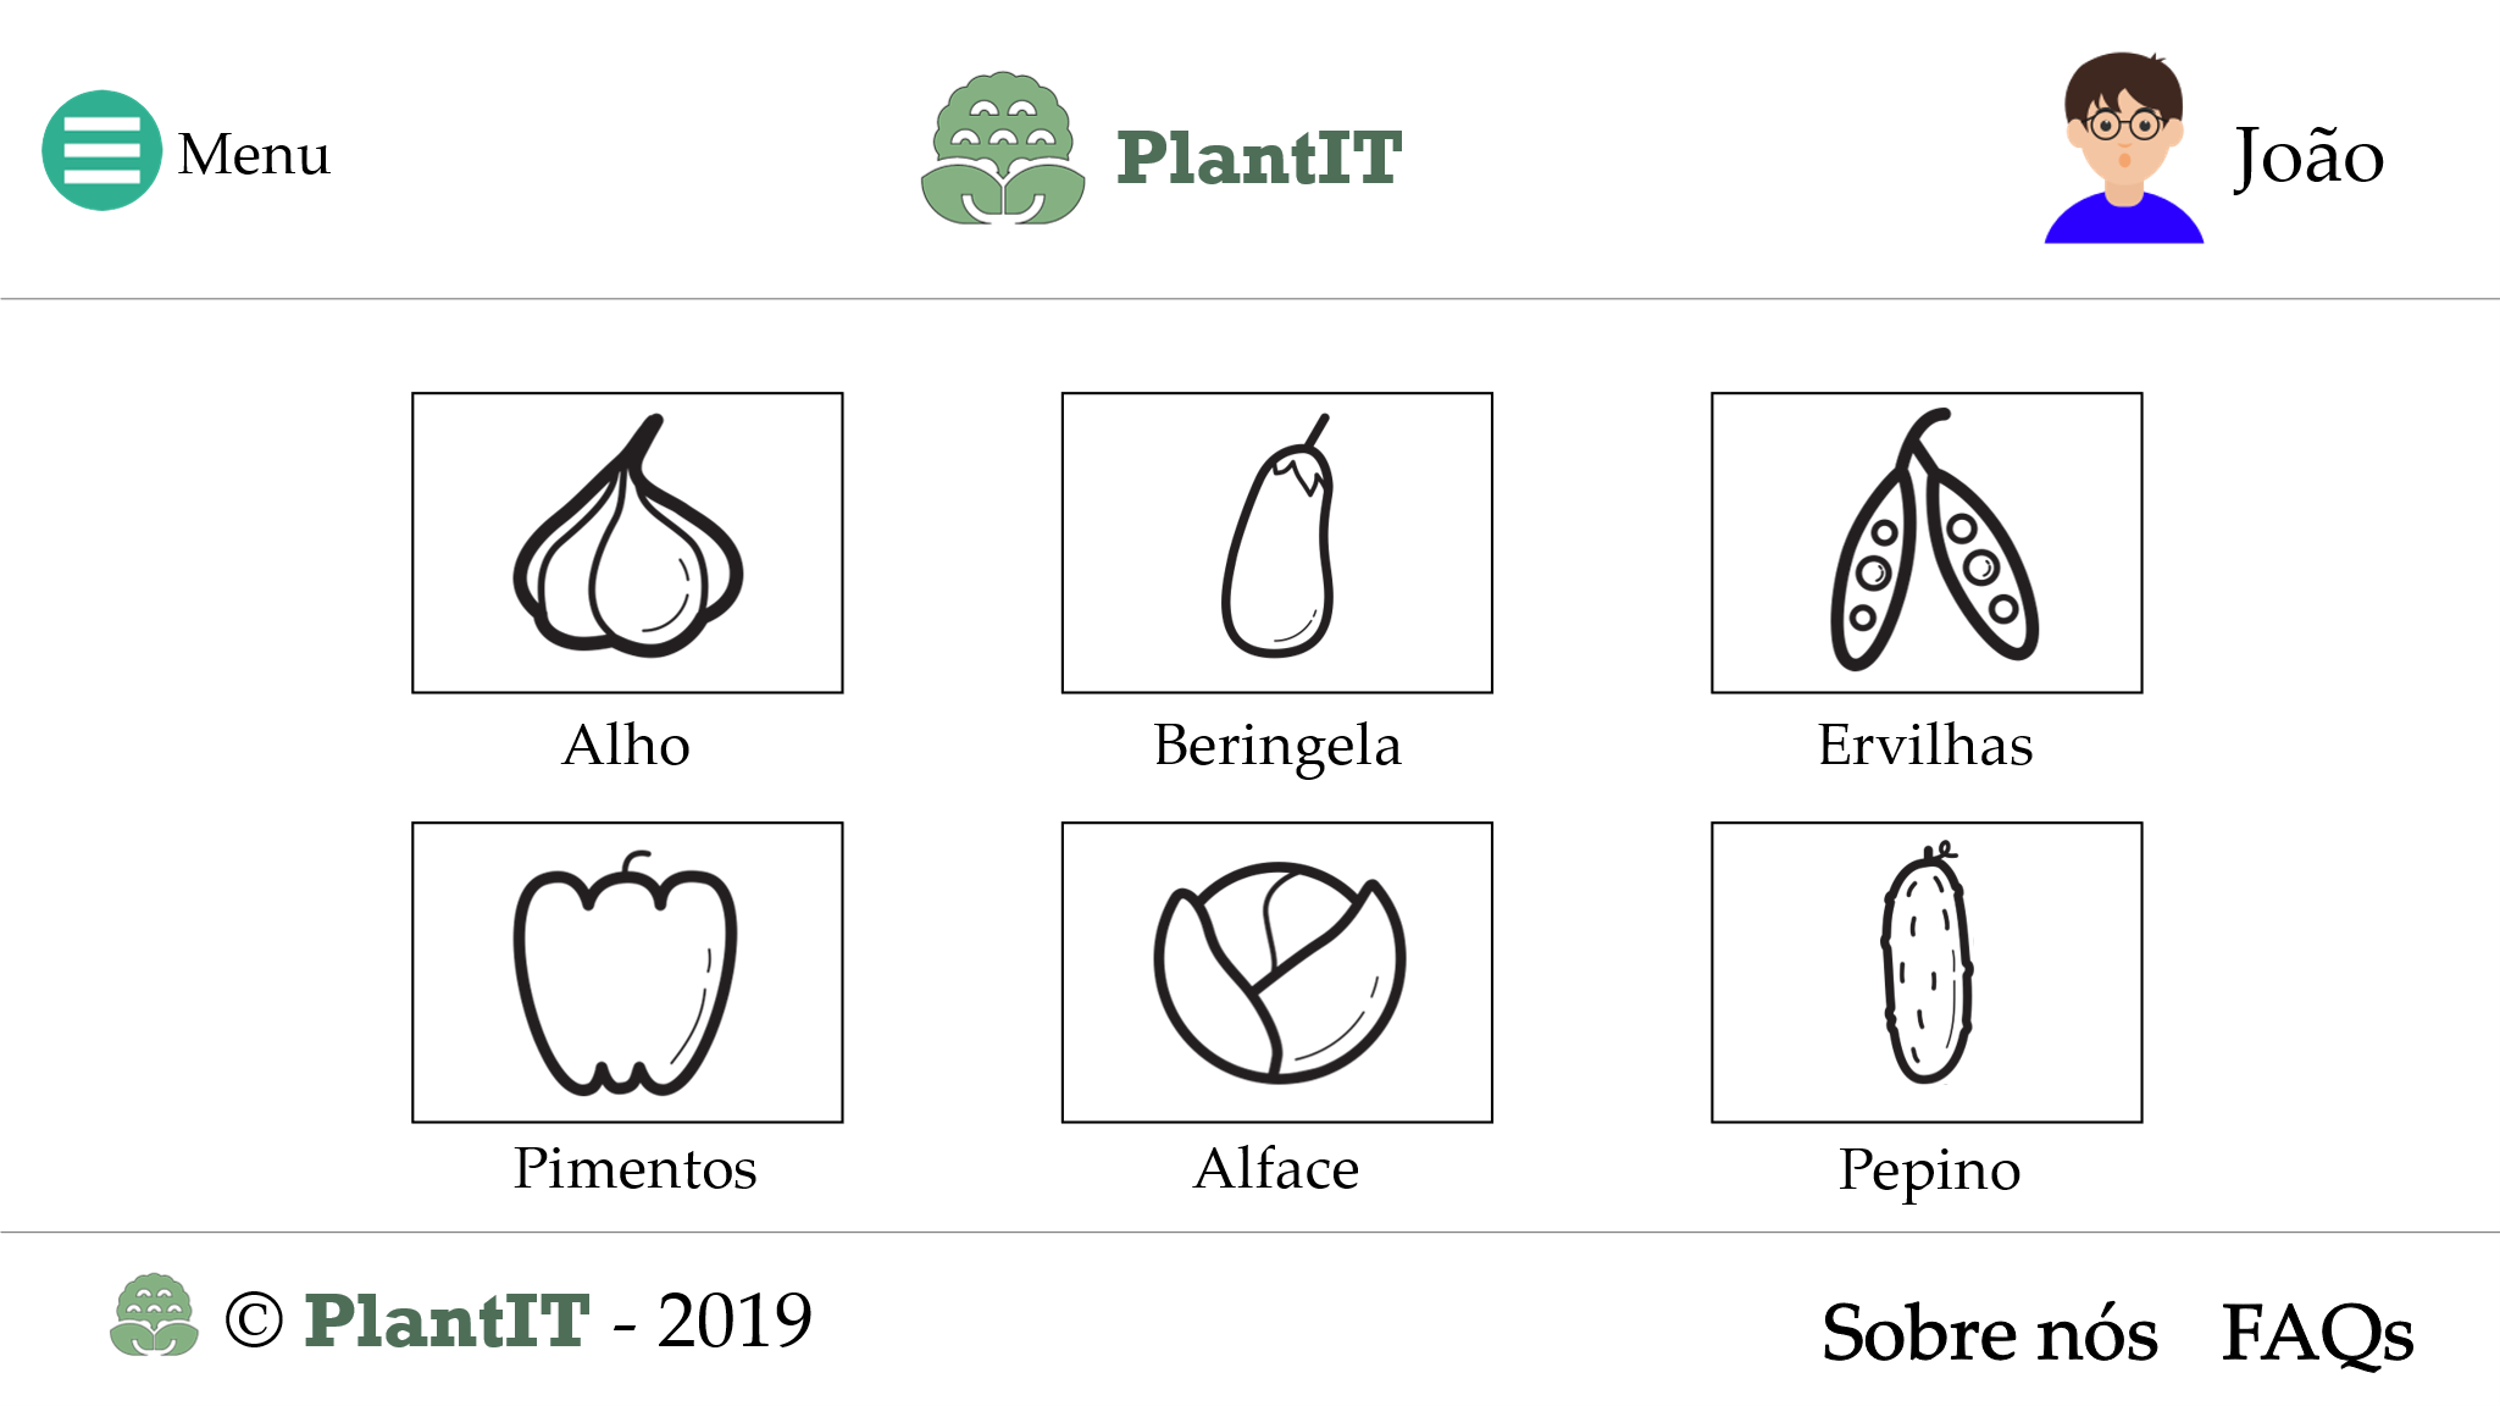 Menu
PlantIT
João
Alho
Beringela
Ervilhas
Pimentos
Alface
Pepino
© PlantIT - 2019
Sobre nós
FAQs